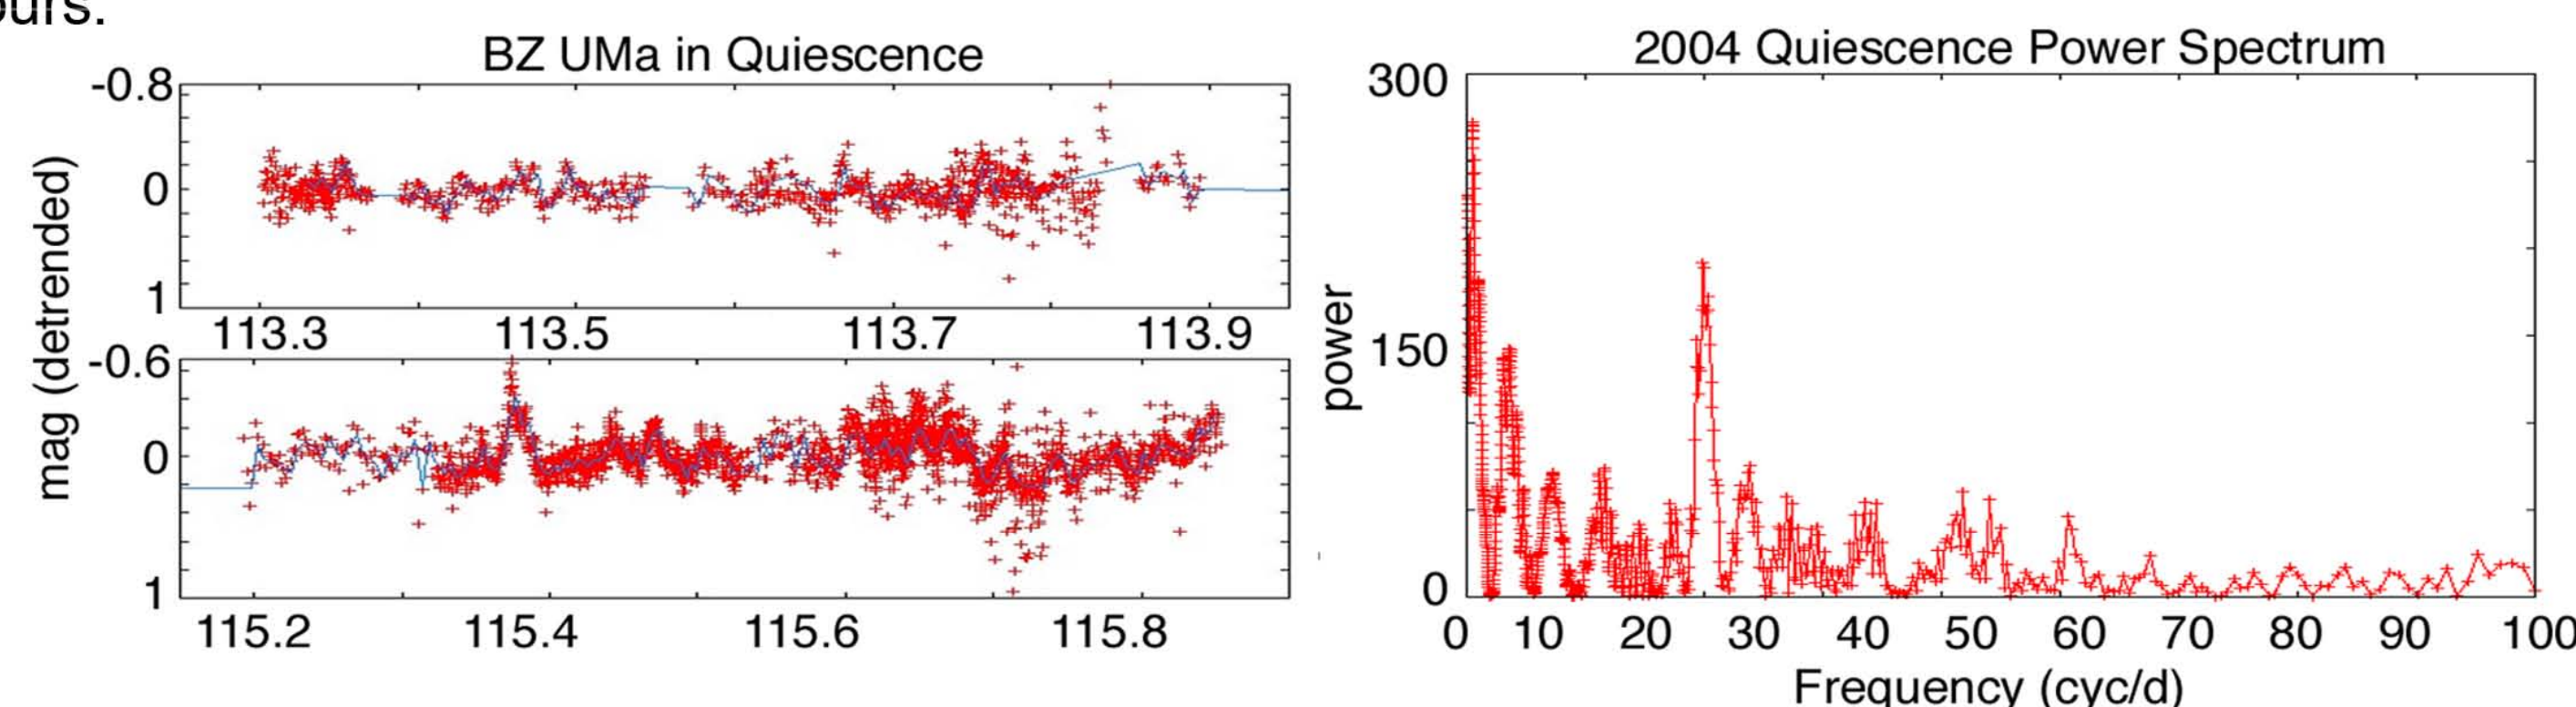 ours.
BZ UMa in Quiescence
-0.8
0
1
113.3 113.5 113.7 113.9
-0.6
0
1
115.2 115.4 115.6 115.8
mag (detrended)
2004 Quiescence Power Spectrum
300
150
0
power
0 10 20 30 40 50 60 70 80 90 100
Frequency (cyc/d)